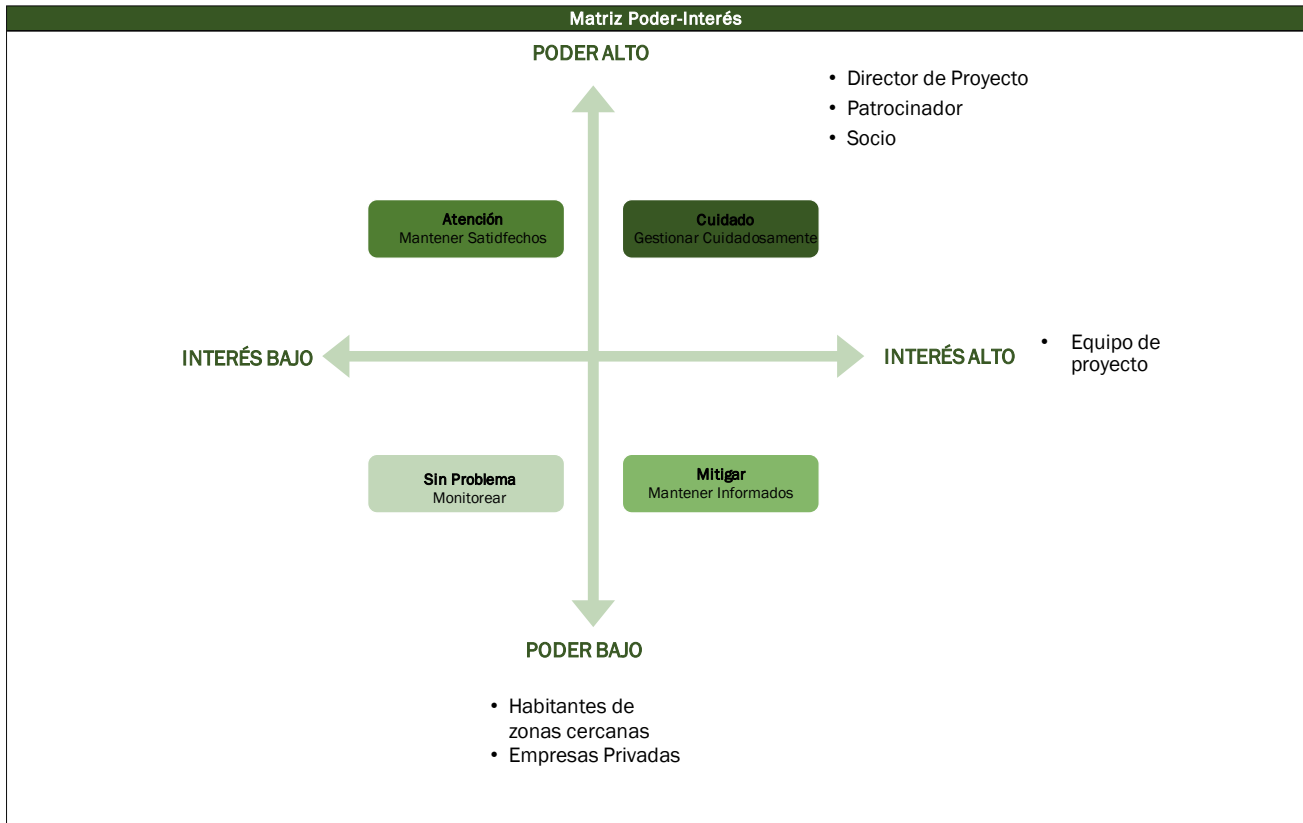 Matriz Poder-Interés
PODER ALTO
• Director de Proyecto
• Patrocinador
• Socio
Atención
Mantener Satidfechos
Cuidado
Gestionar Cuidadosamente
INTERÉS BAJO
INTERÉS ALTO
• Equipo de
proyecto
Sin Problema
Monitorear
Mitigar
Mantener Informados
PODER BAJO
• Habitantes de
zonas cercanas
• Empresas Privadas